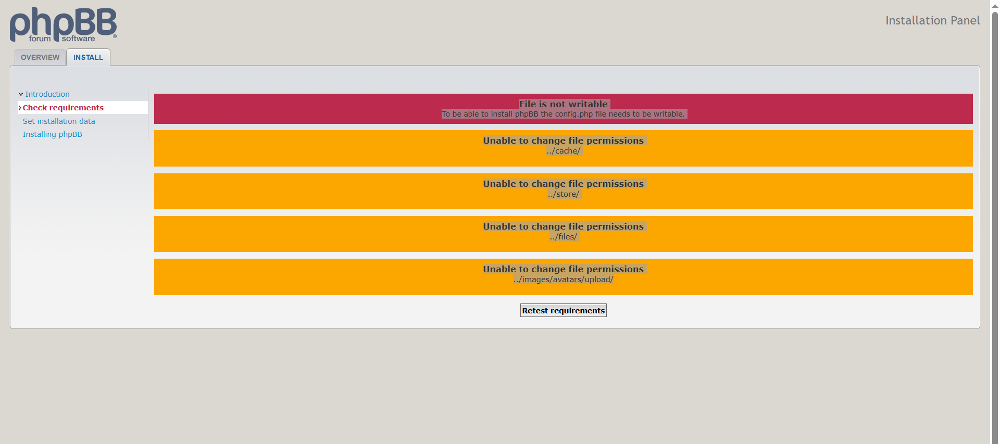 phpBB
forum software ®
Installation Panel
OVERVIEW
INSTALL
Introduction
Check requirements
Set installation data
Installing phpBB
File is not writable
To be able to install phpBB the config.php file needs to be writable.
Unable to change file permissions
../cache/
Unable to change file permissions
../store/
Unable to change file permissions
../files/
Unable to change file permissions
../images/avatars/upload/
Retest requirements